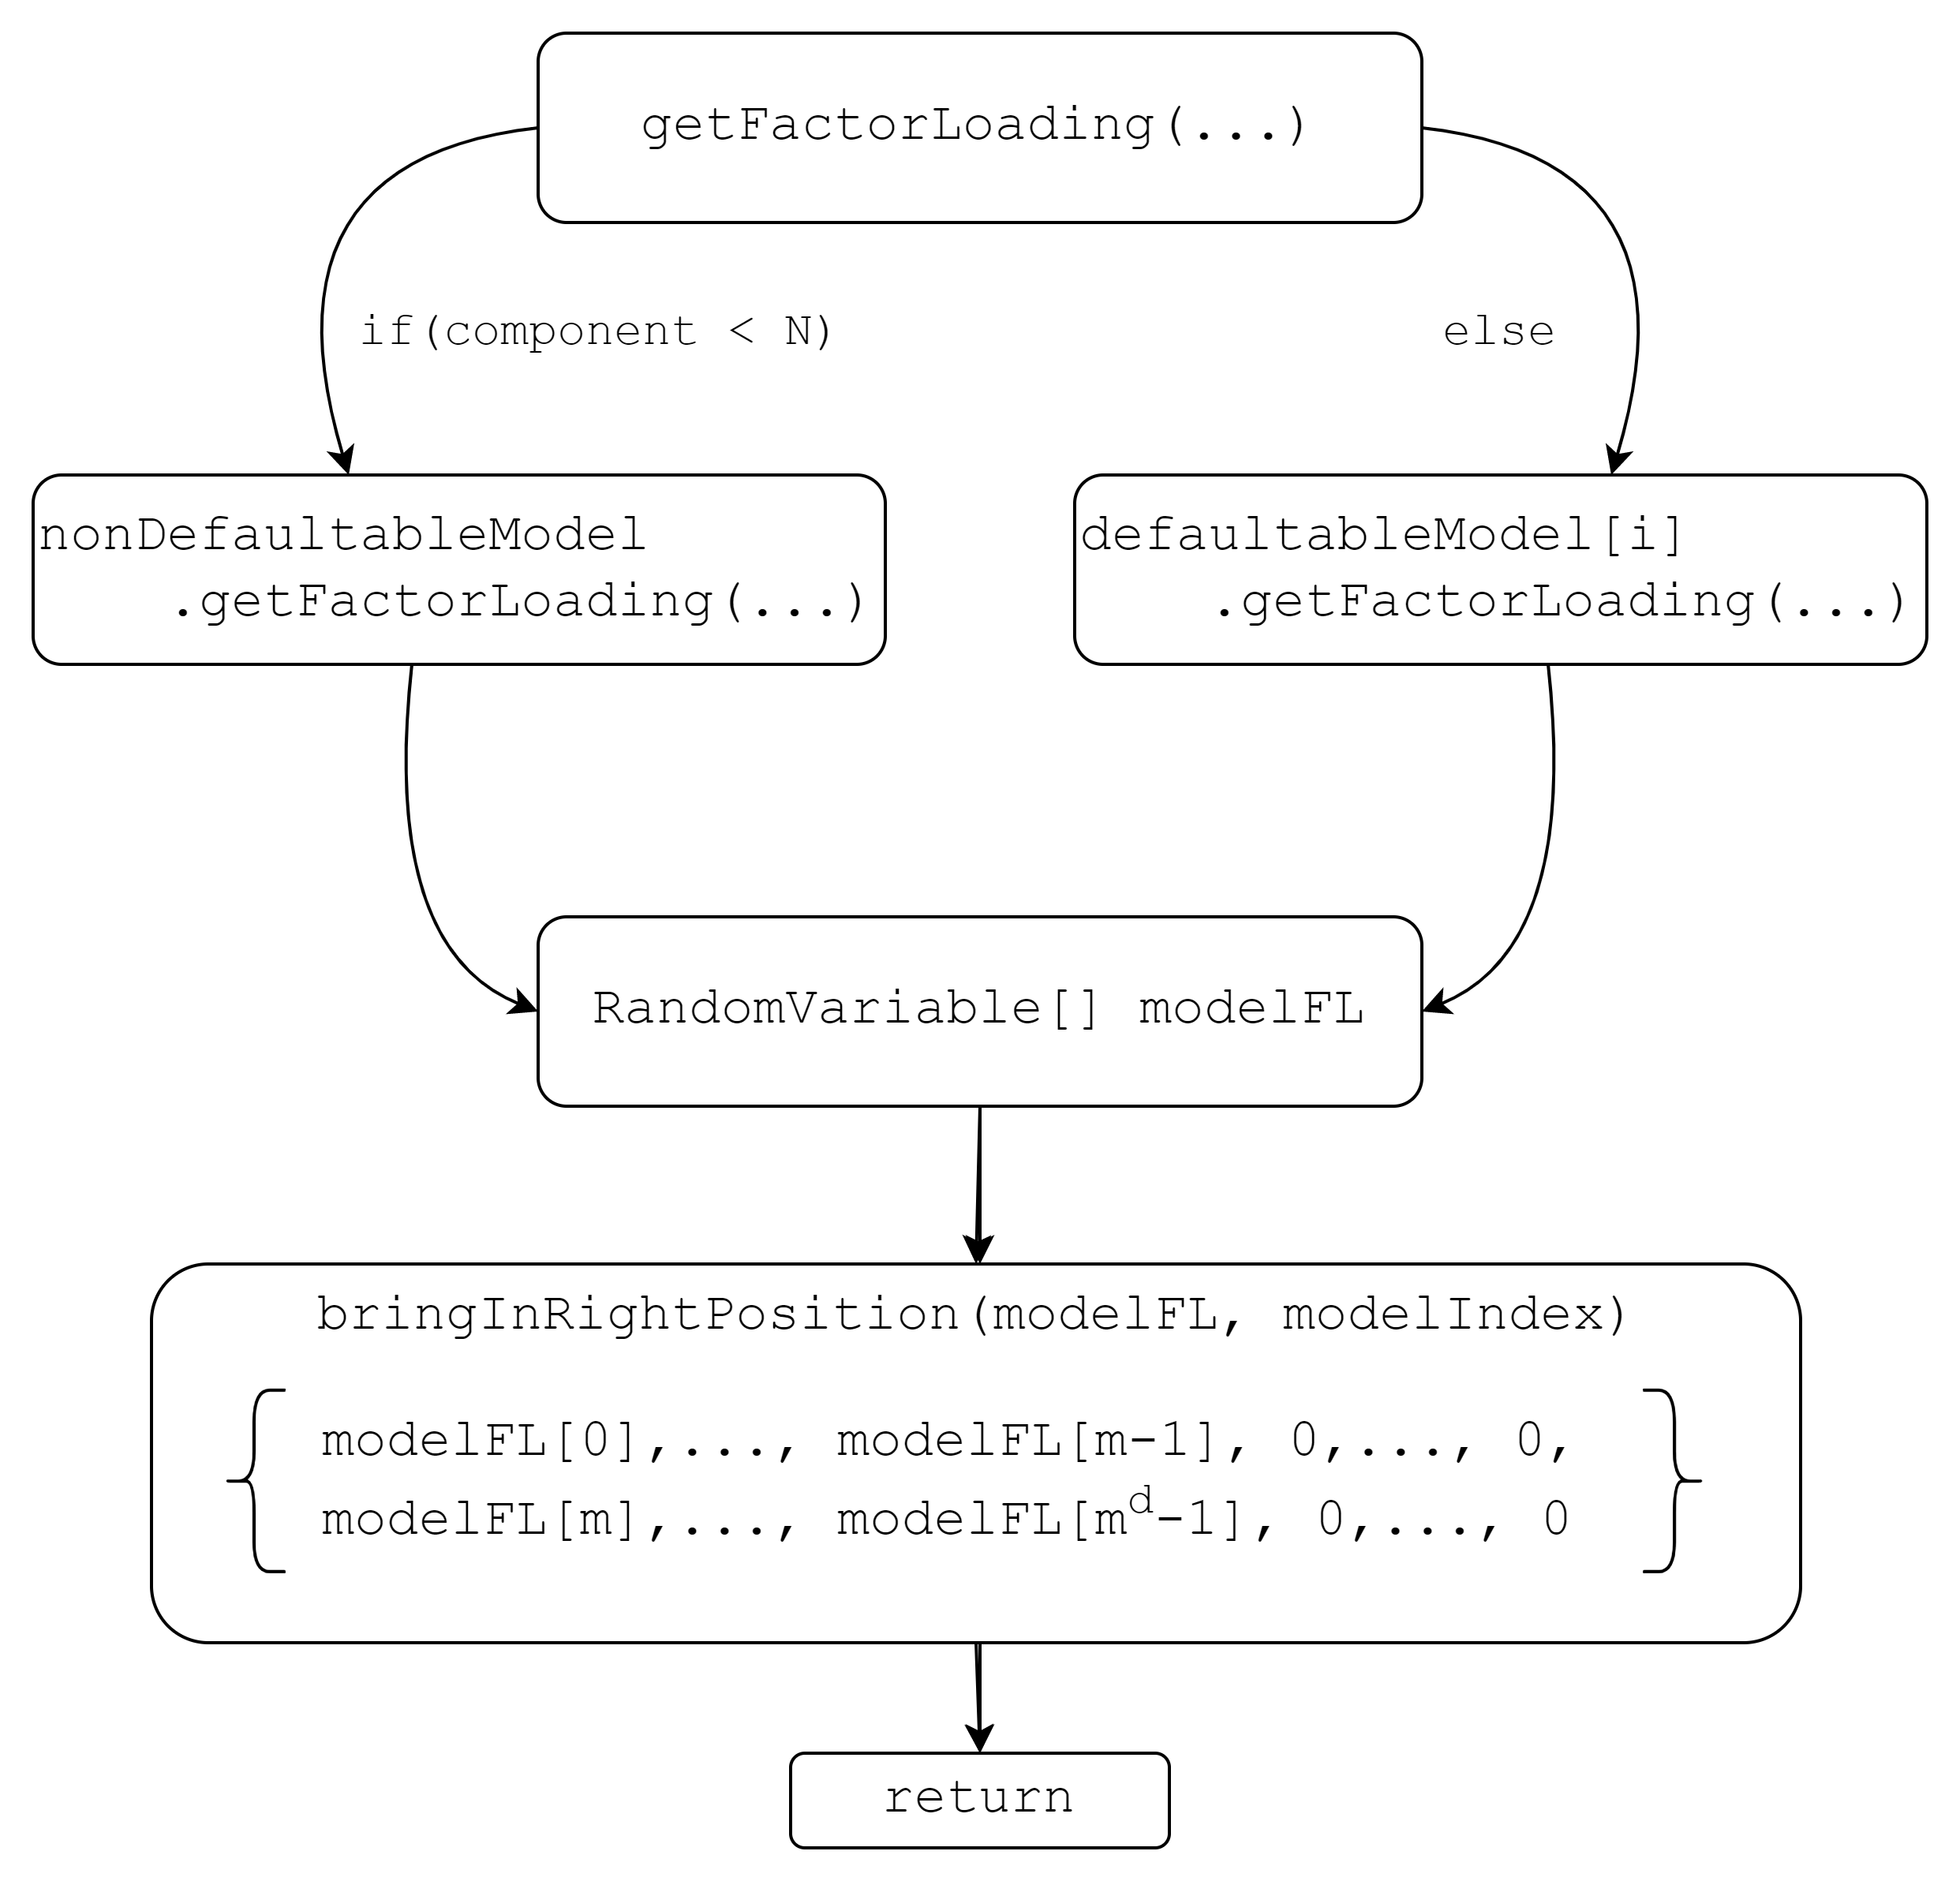 getFactorLoading(...)
if(component < N)
else
nonDefaultableModel
.getFactorLoading(...)
defaultableModel[i]
.getFactorLoading(...)
RandomVariable[] modelFL
bringInRightPosition(modelFL, modelIndex)
modelFL[0],..., modelFL[m-1], 0,..., 0,
modelFL[m],..., modelFL[mᵈ-1], 0,..., 0
return